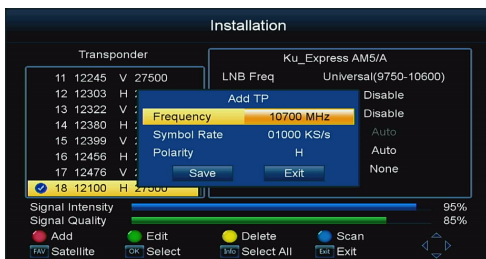 Installation
Transponder
Ku_Express AM5/A
11 12245 V 27500
LNB Freq Universal(9750-10600)
12 12303 H
Disable
13 12322 V
Disable
14 12380 H
Auto
15 12399 V
Auto
16 12456 H
None
17 12476 V
18 12100 H 27500
Add TP
Frequency 10700 MHz
Symbol Rate 01000 KS/s
Polarity H
Save Exit
Signal Intensity 95%
Signal Quality 85%
Add Edit Delete Scan
FAV Satellite OK Select Info Select All Exit Exit